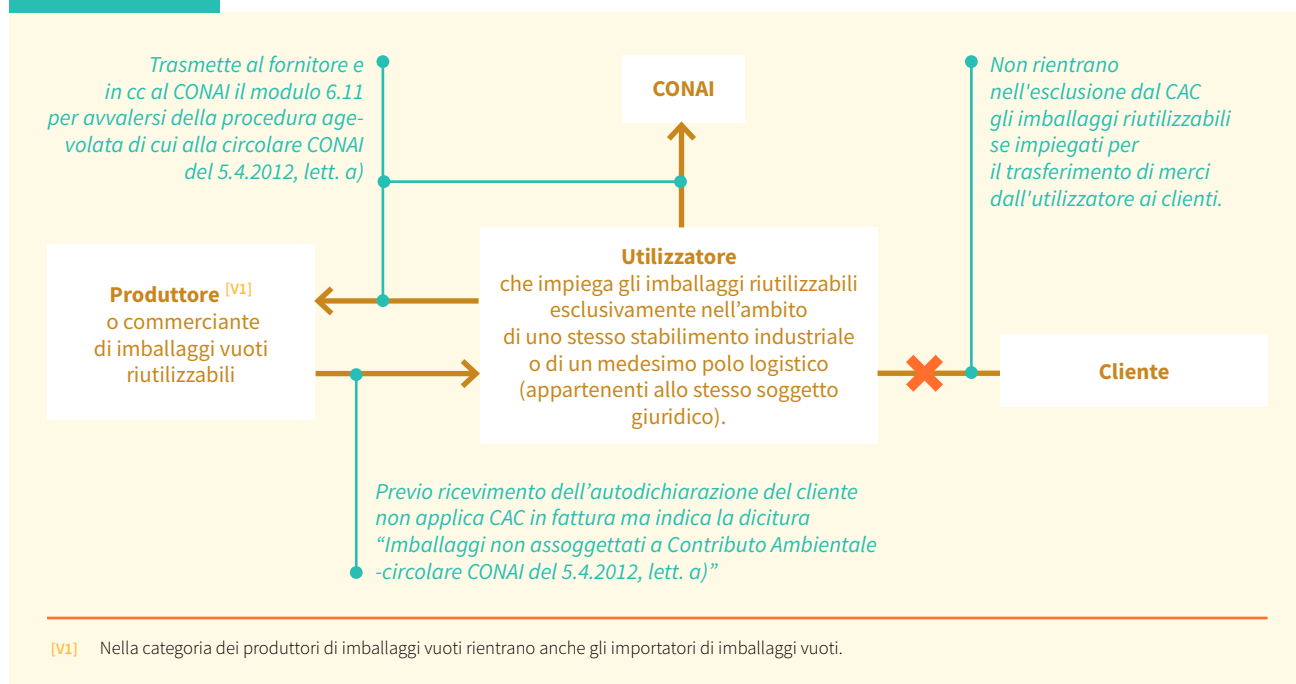 Trasmette al fornitore e
in cc al CONAI il modulo 6.11
per avvalersi della procedura age-
volata di cui alla circolare CONAI
del 5.4.2012, lett. a)
CONAI
Non rientrano
nell'esclusione dal CAC
gli imballaggi riutilizzabili
se impiegati per
il trasferimento di merci
dall'utilizzatore ai clienti.
Produttore [V1]
o commerciante
di imballaggi vuoti
riutilizzabili
Utilizzatore
che impiega gli imballaggi riutilizzabili
esclusivamente nell’ambito
di uno stesso stabilimento industriale
o di un medesimo polo logistico
(appartenenti allo stesso soggetto
giuridico).
Cliente
Previo ricevimento dell’autodichiarazione del cliente
non applica CAC in fattura ma indica la dicitura
“Imballaggi non assoggettati a Contributo Ambientale
-circolare CONAI del 5.4.2012, lett. a)”
[V1] Nella categoria dei produttori di imballaggi vuoti rientrano anche gli importatori di imballaggi vuoti.